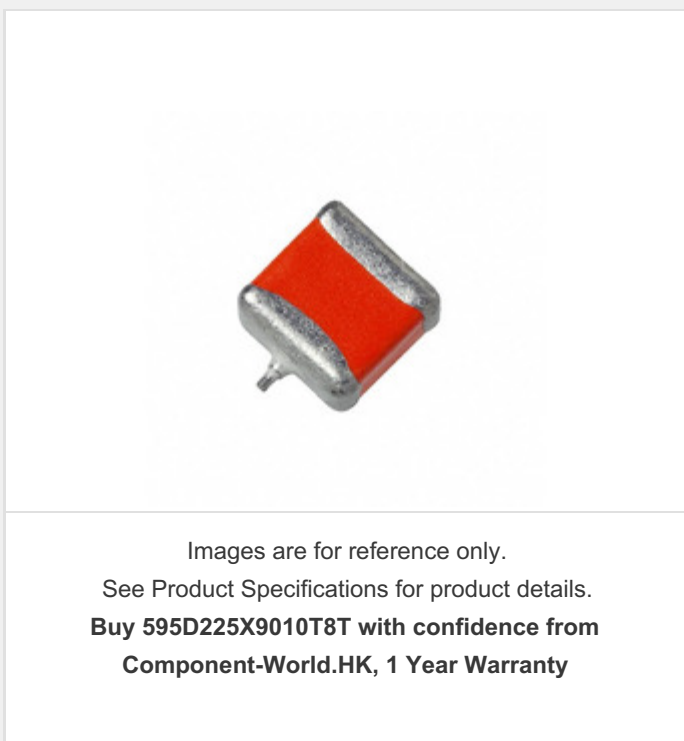 Images are for reference only.
See Product Specifications for product details.
Buy 595D225X9010T8T with confidence from
Component-World.HK, 1 Year Warranty